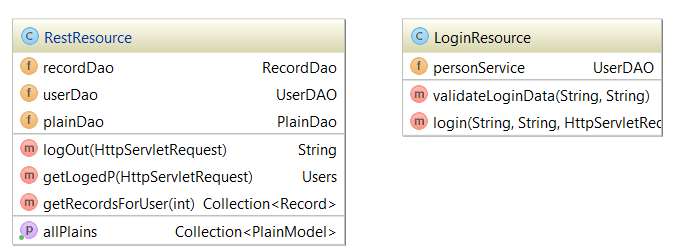 RestResource
recordDao RecordDao
userDao UserDAO
plainDao PlainDao
logOut(HttpServletRequest) String
getLogedP(HttpServletRequest) Users
getRecordsForUser(int) Collection<Record>
allPlains Collection<PlainModel>
LoginResource
personService UserDAO
validateLoginData(String, String)
login(String, String, HttpServletRec